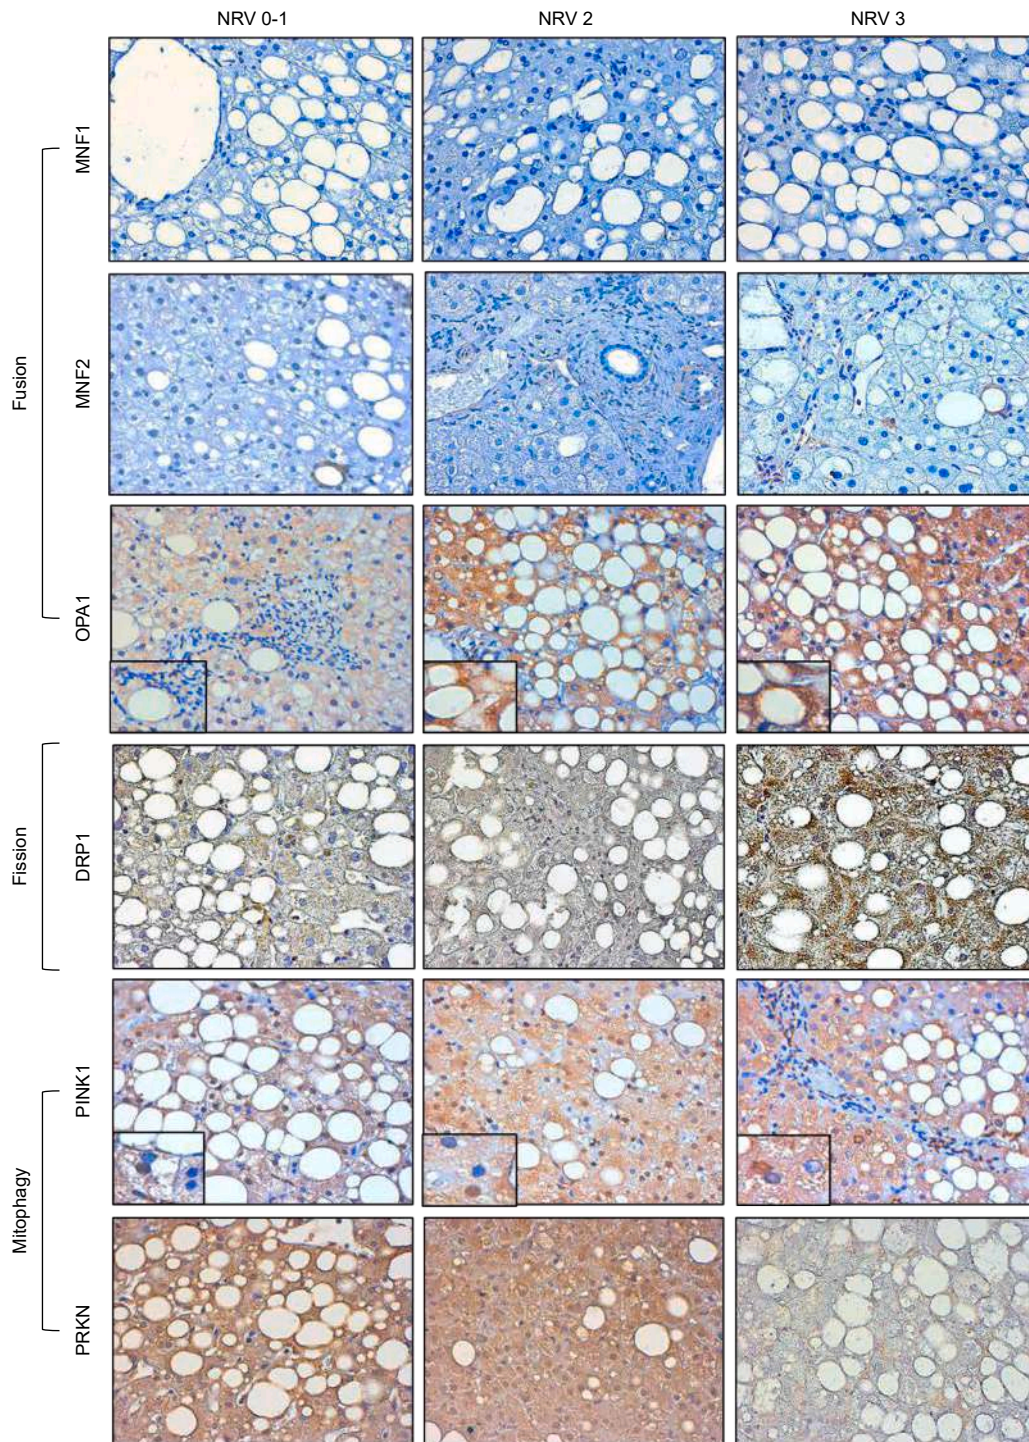 NRV 0-1
NRV 2
NRV 3
Fusion
MNF1
MNF2
OPA1
Fission
DRP1
Mitophagy
PINK1
PRKN